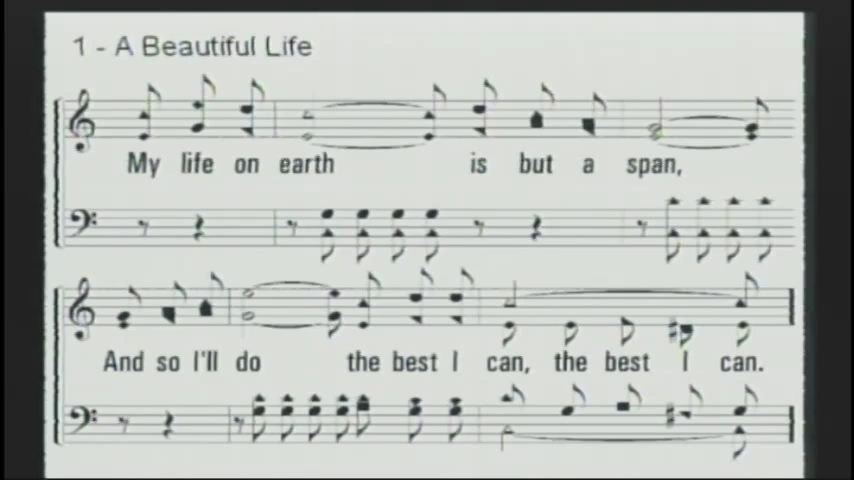 1 - A Beautiful Life
My life on earth is but a span,
And so I'll do the best I can, the best I can.